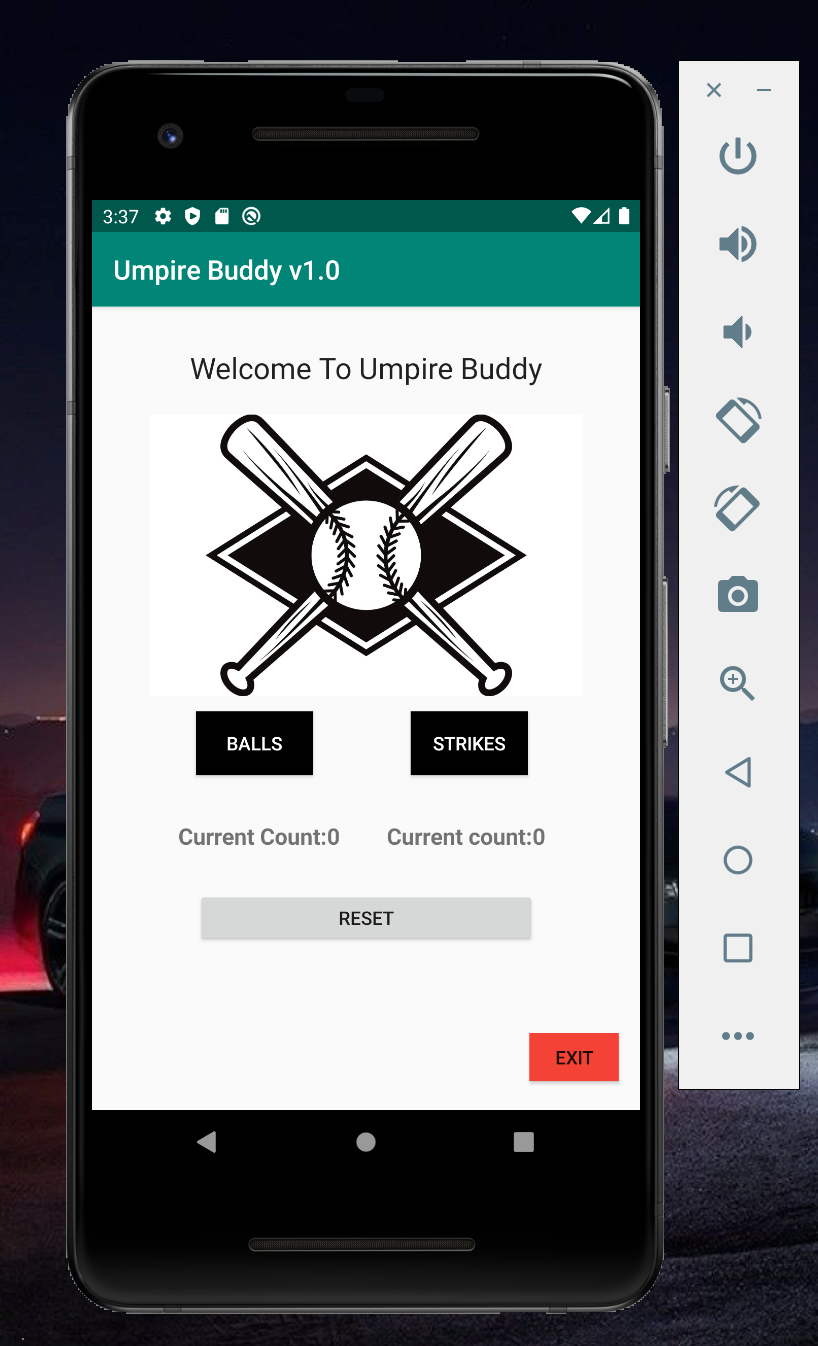 3:37
Umpire Buddy v1.0
Welcome To Umpire Buddy
BALLS STRIKES
Current Count:0 Current count:0
RESET
EXIT